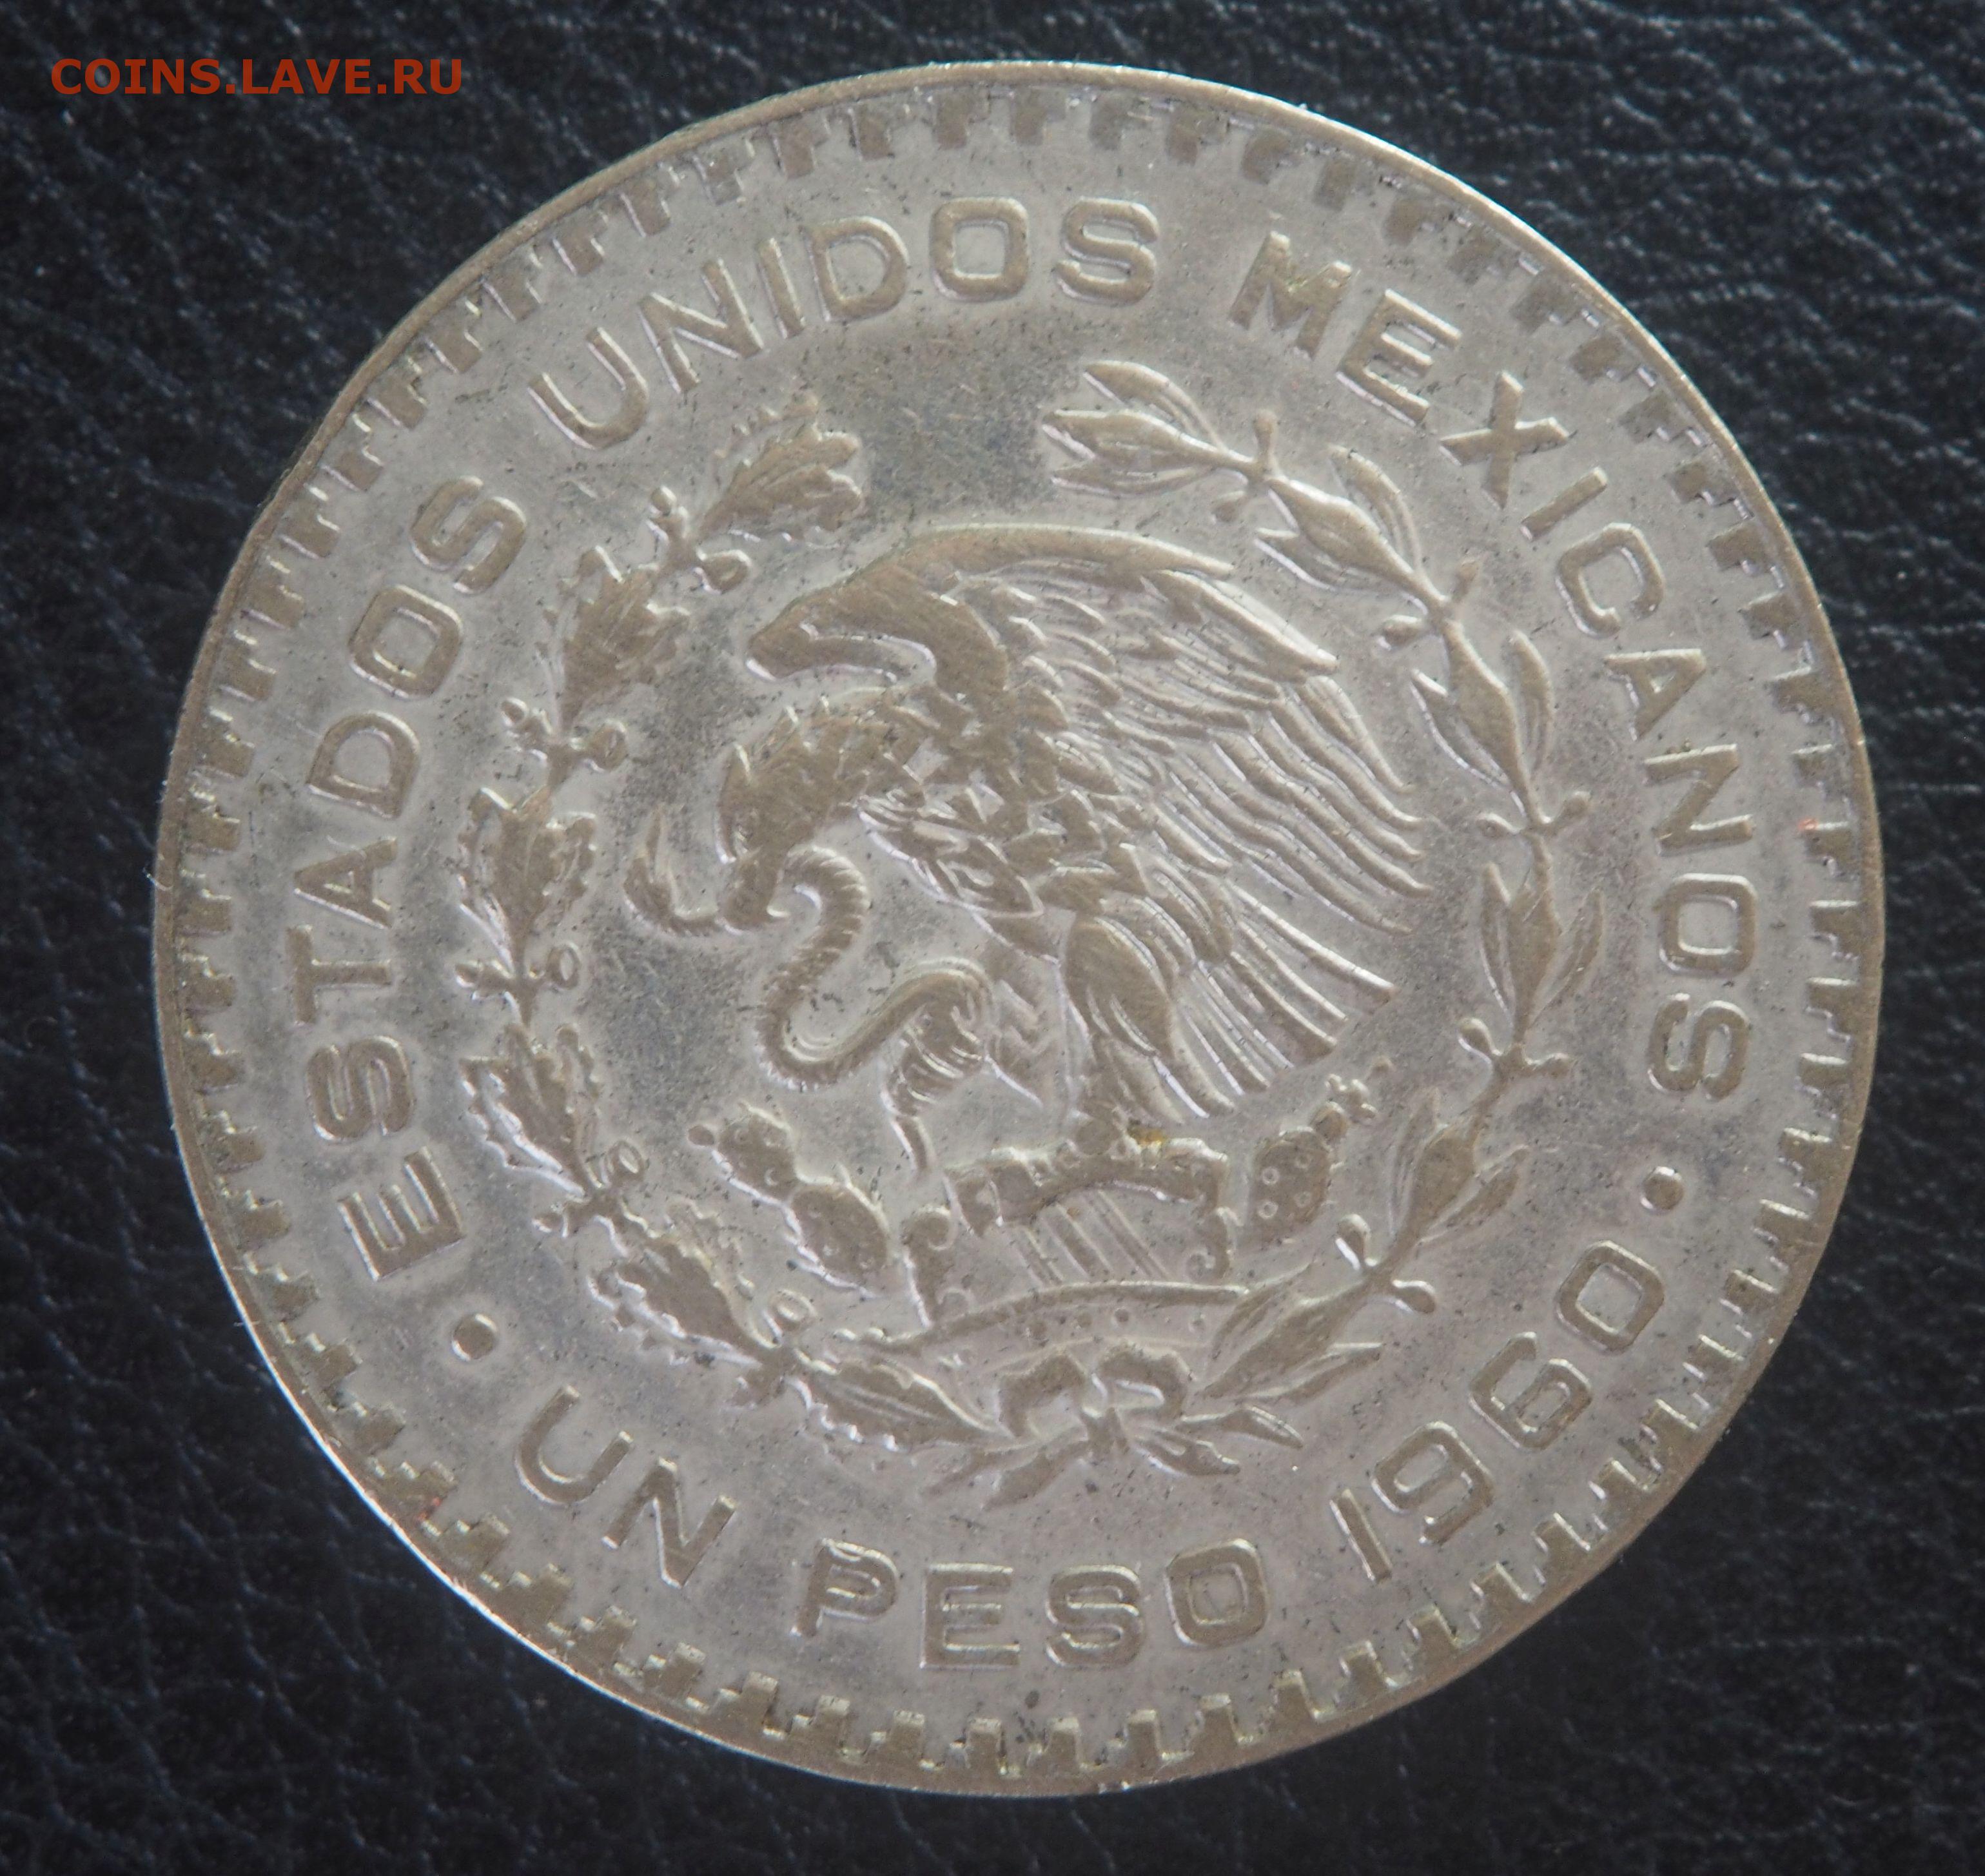 COINS.LAVE.RU
ESTADOS UNIDOS MEXICANOS
· UN PESO 1960 ·